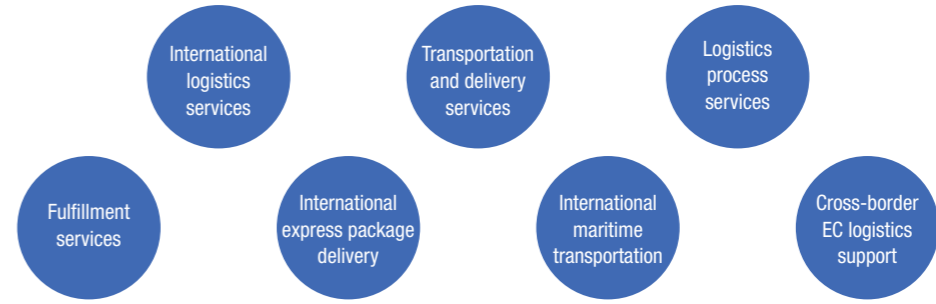 International
logistics
services
Transportation
and delivery
services
Logistics
process
services
Fulfillment
services
International
express package
delivery
International
maritime
transportation
Cross-border
EC logistics
support